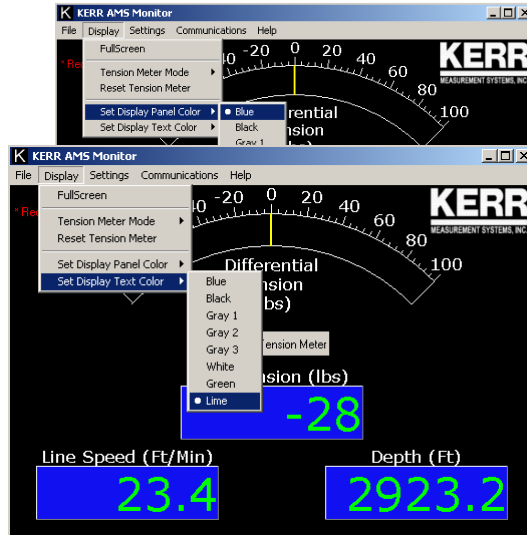 KERR AMS Monitor
File Display Settings Communications Help
FullScreen
Tension Meter Mode
Reset Tension Meter
Set Display Panel Color
Set Display Text Color
Blue
Black
Gray 1
-20 0 20 40 60 80 100
KERR
MEASUREMENT SYSTEMS, INC.
KERR AMS Monitor
File Display Settings Communications Help
FullScreen
Tension Meter Mode
Reset Tension Meter
Set Display Panel Color
Set Display Text Color
Blue
Black
Gray 1
Gray 2
Gray 3
White
Green
Lime
-20 0 20 40 60 80 100
KERR
MEASUREMENT SYSTEMS, INC.
Differential
Tension Meter
(lbs)
-28
Line Speed (Ft/Min)
23.4
Depth (Ft)
2923.2